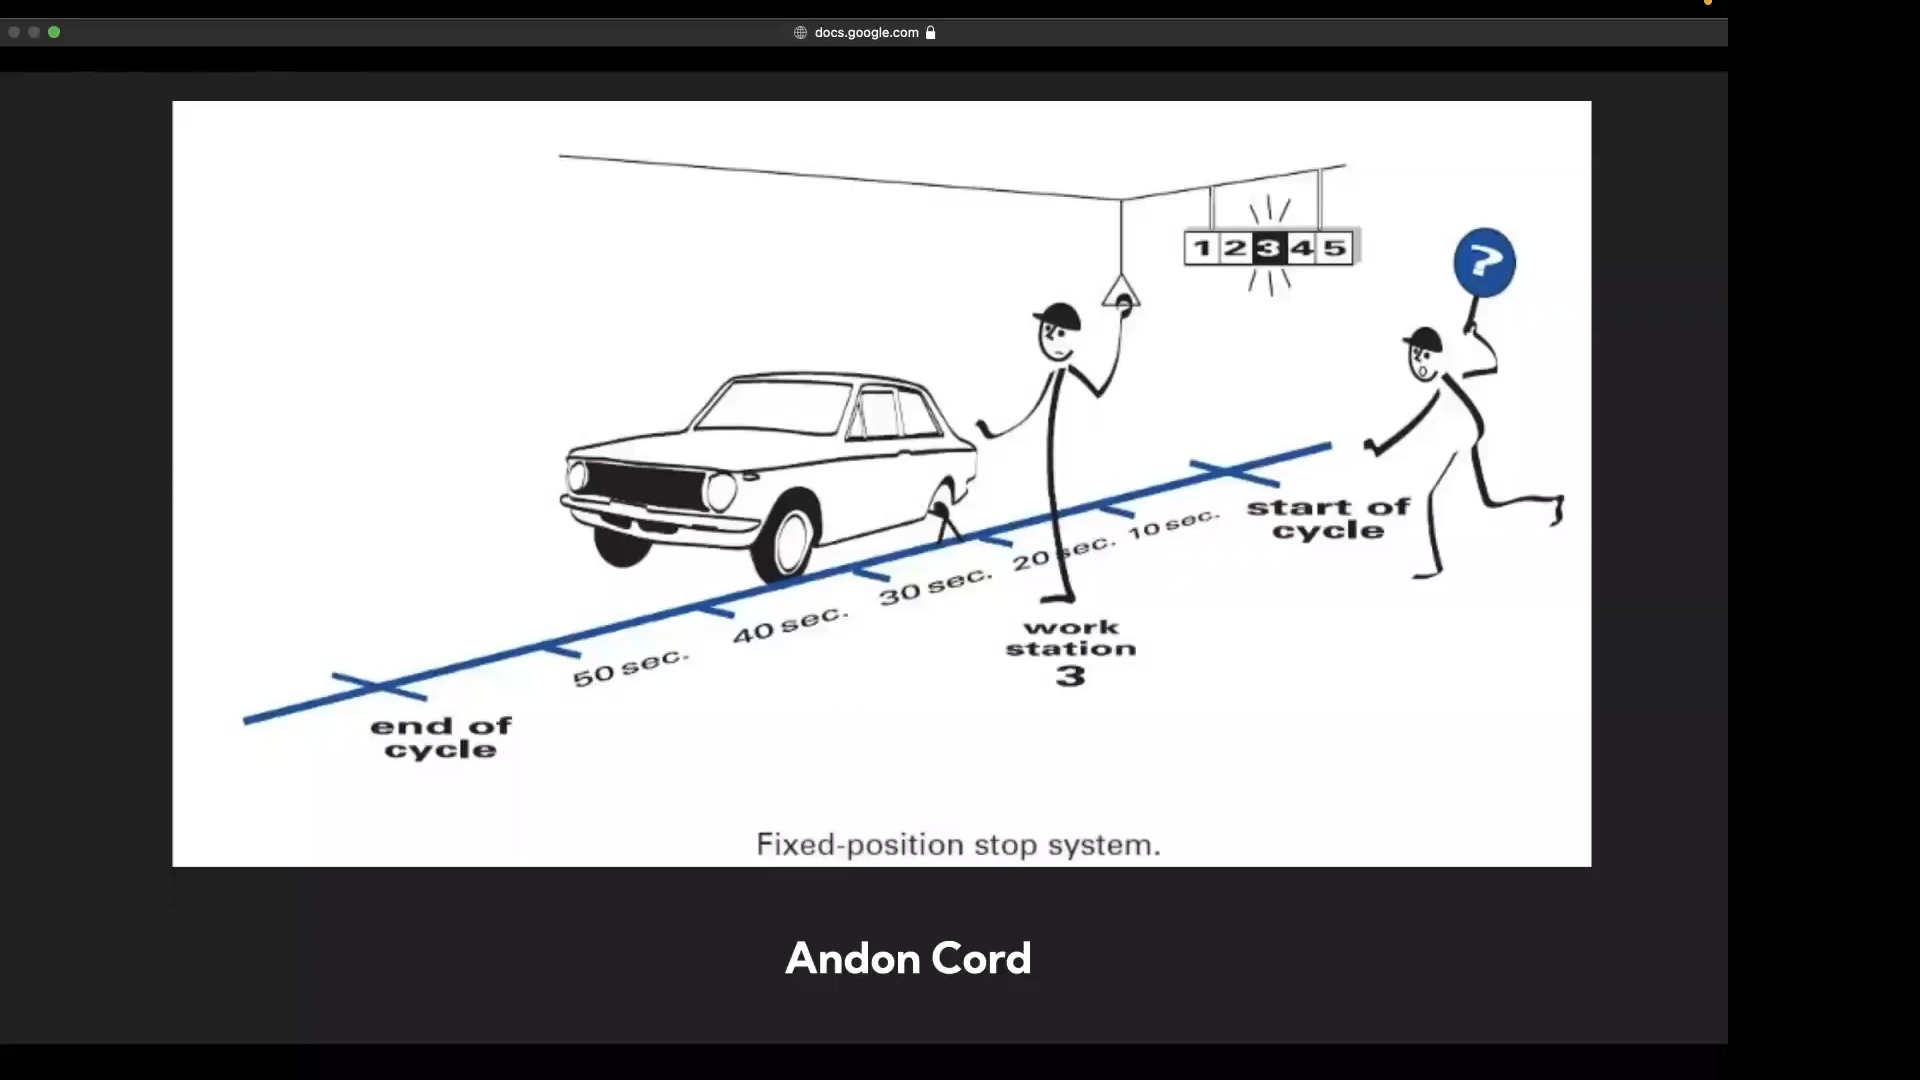 docs.google.com
1 2 3 4 5
?
start of
cycle
10 sec.
20 sec.
30 sec.
40 sec.
50 sec.
work
station
3
end of
cycle
Fixed-position stop system.
Andon Cord